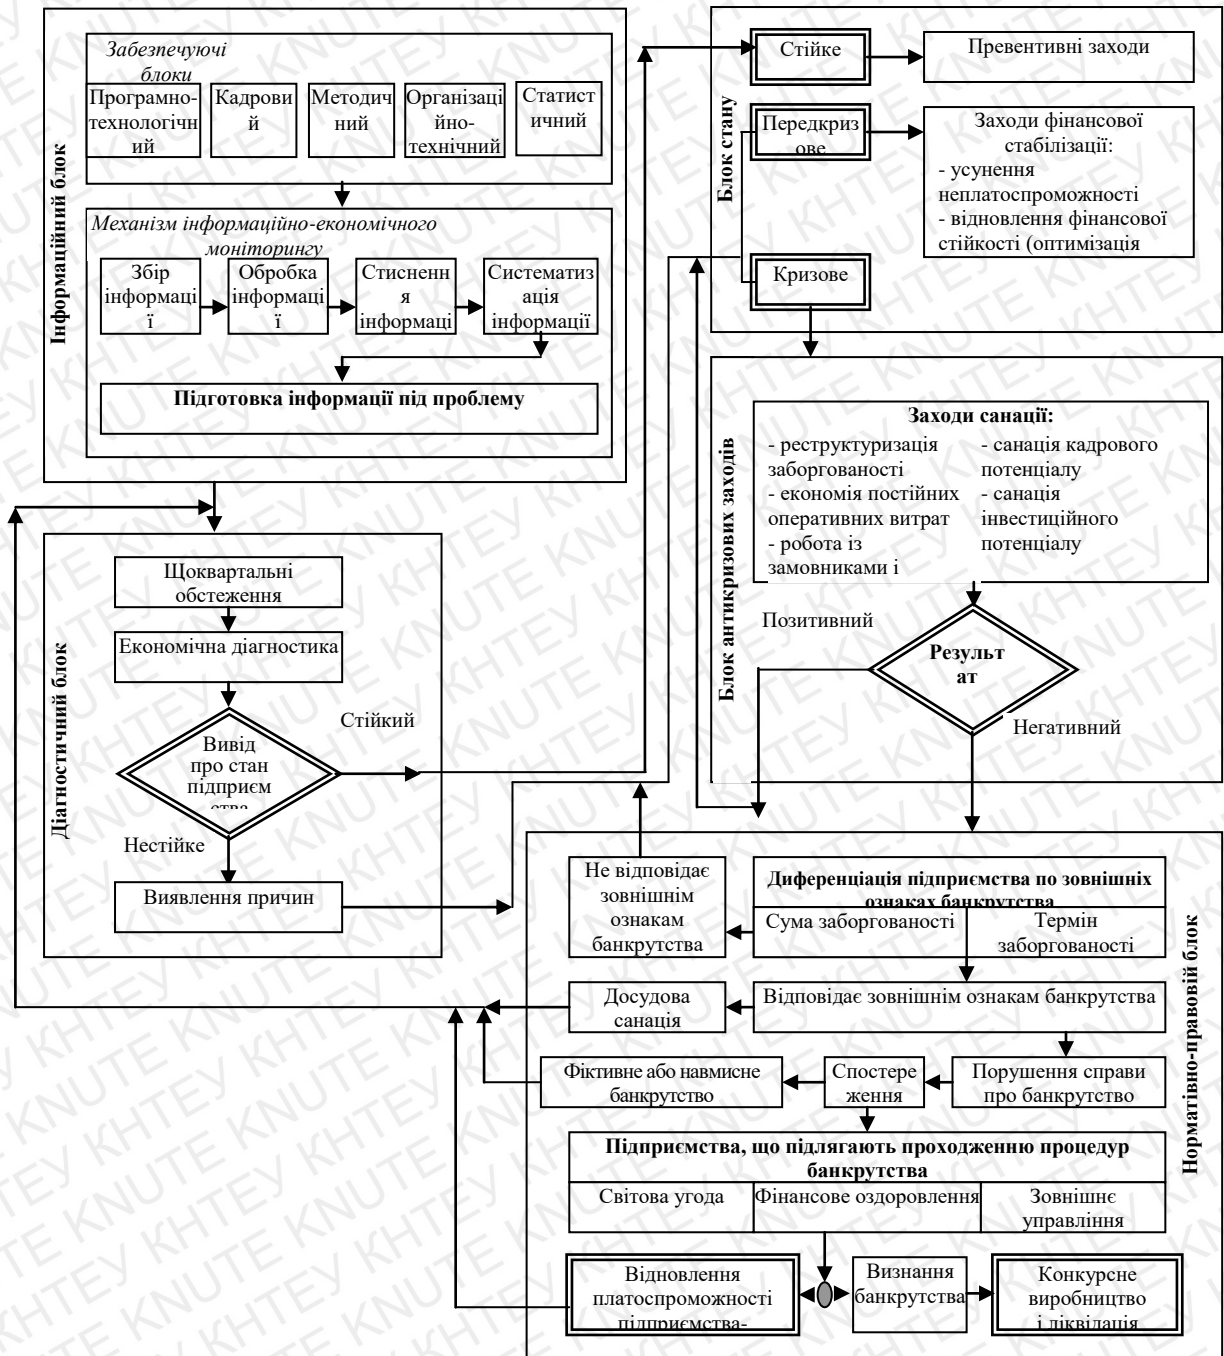 Інформаційний блок
Забезпечуючі
блоки
Програмно-
технологічн
ий
Кадрови
й
Методич
ний
Організаці
йно-
технічний
Статист
ичний
Механізм інформаційно-економічного
моніторингу
Збір
інформаці
ї
Обробка
інформаці
ї
Стисненн
я
інформаці
Систематиз
ація
інформації
Підготовка інформації під проблему
Діагностичний блок
Щоквартальні
обстеження
Економічна діагностика
Вивід
про стан
підприєм
ства
Стійкий
Нестійке
Виявлення причин
Блок стану
Стійке
Превентивні заходи
Передкриз
ове
Заходи фінансової
стабілізації:
- усунення
неплатоспроможності
- відновлення фінансової
стійкості (оптимізація
Кризове
Блок антикризових заходів
Заходи санації:
- реструктуризація
заборгованості
- економія постійних
оперативних витрат
- робота із
замовниками і
- санація кадрового
потенціалу
- санація
інвестиційного
потенціалу
Позитивний
Результ
ат
Негативний
Норматівно-правовій блок
Не відповідає
зовнішнім
ознакам
банкрутства
Диференціація підприємства по зовнішніх
ознаках банкрутства
Сума заборгованості
Термін
заборгованості
Досудова
санація
Відповідає зовнішнім ознакам банкрутства
Фіктивне або навмисне
банкрутство
Спостере
ження
Порушення справи
про банкрутство
Підприємства, що підлягають проходженню процедур
банкрутства
Світова угода
Фінансове оздоровлення
Зовнішнє
управління
Відновлення
платоспроможності
підприємства-
Визнання
банкрутства
Конкурсне
виробництво
і ліквідація